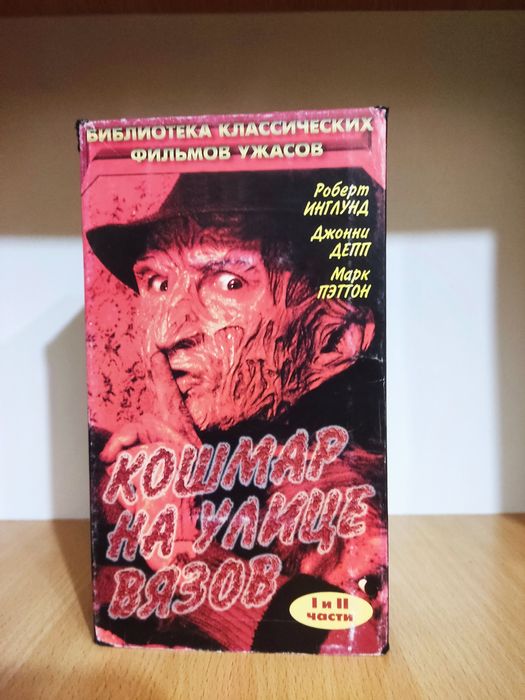 БИБЛИОТЕКА КЛАССИЧЕСКИХ
ФИЛЬМОВ УЖАСОВ
Роберт
ИНГЛУНД
Джонни
ДЕПП
Марк
ПЭТТОН
КОШМАР
НА УЛИЦЕ
ВЯЗОВ
I и II
части